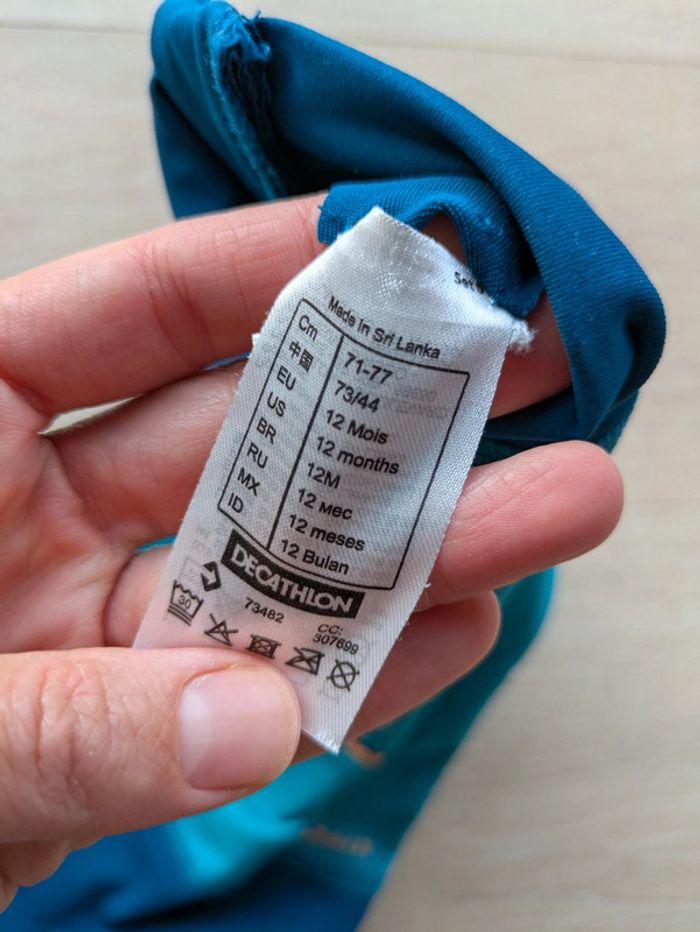 Made in Sri Lanka
Cm 71-77
中国 73/44
EU 12 Mois
US 12 months
BR 12M
RU 12 мес
MX 12 meses
ID 12 Bulan
DECATHLON
30
73482
CC:
307699